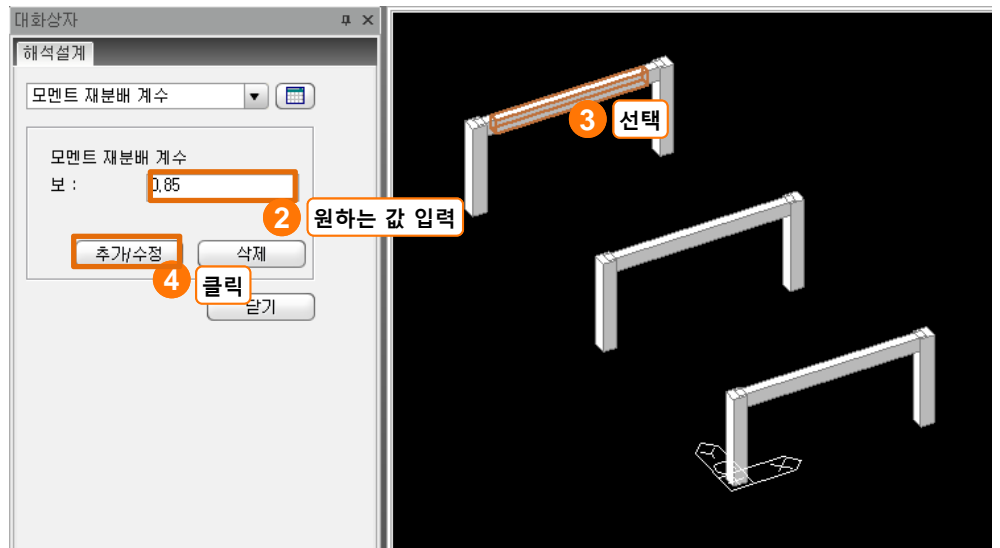 대화상자
해석설계
모멘트 재분배 계수
모멘트 재분배 계수
보 : 0.85
2 원하는 값 입력
추가/수정 삭제
4 클릭
닫기
3 선택